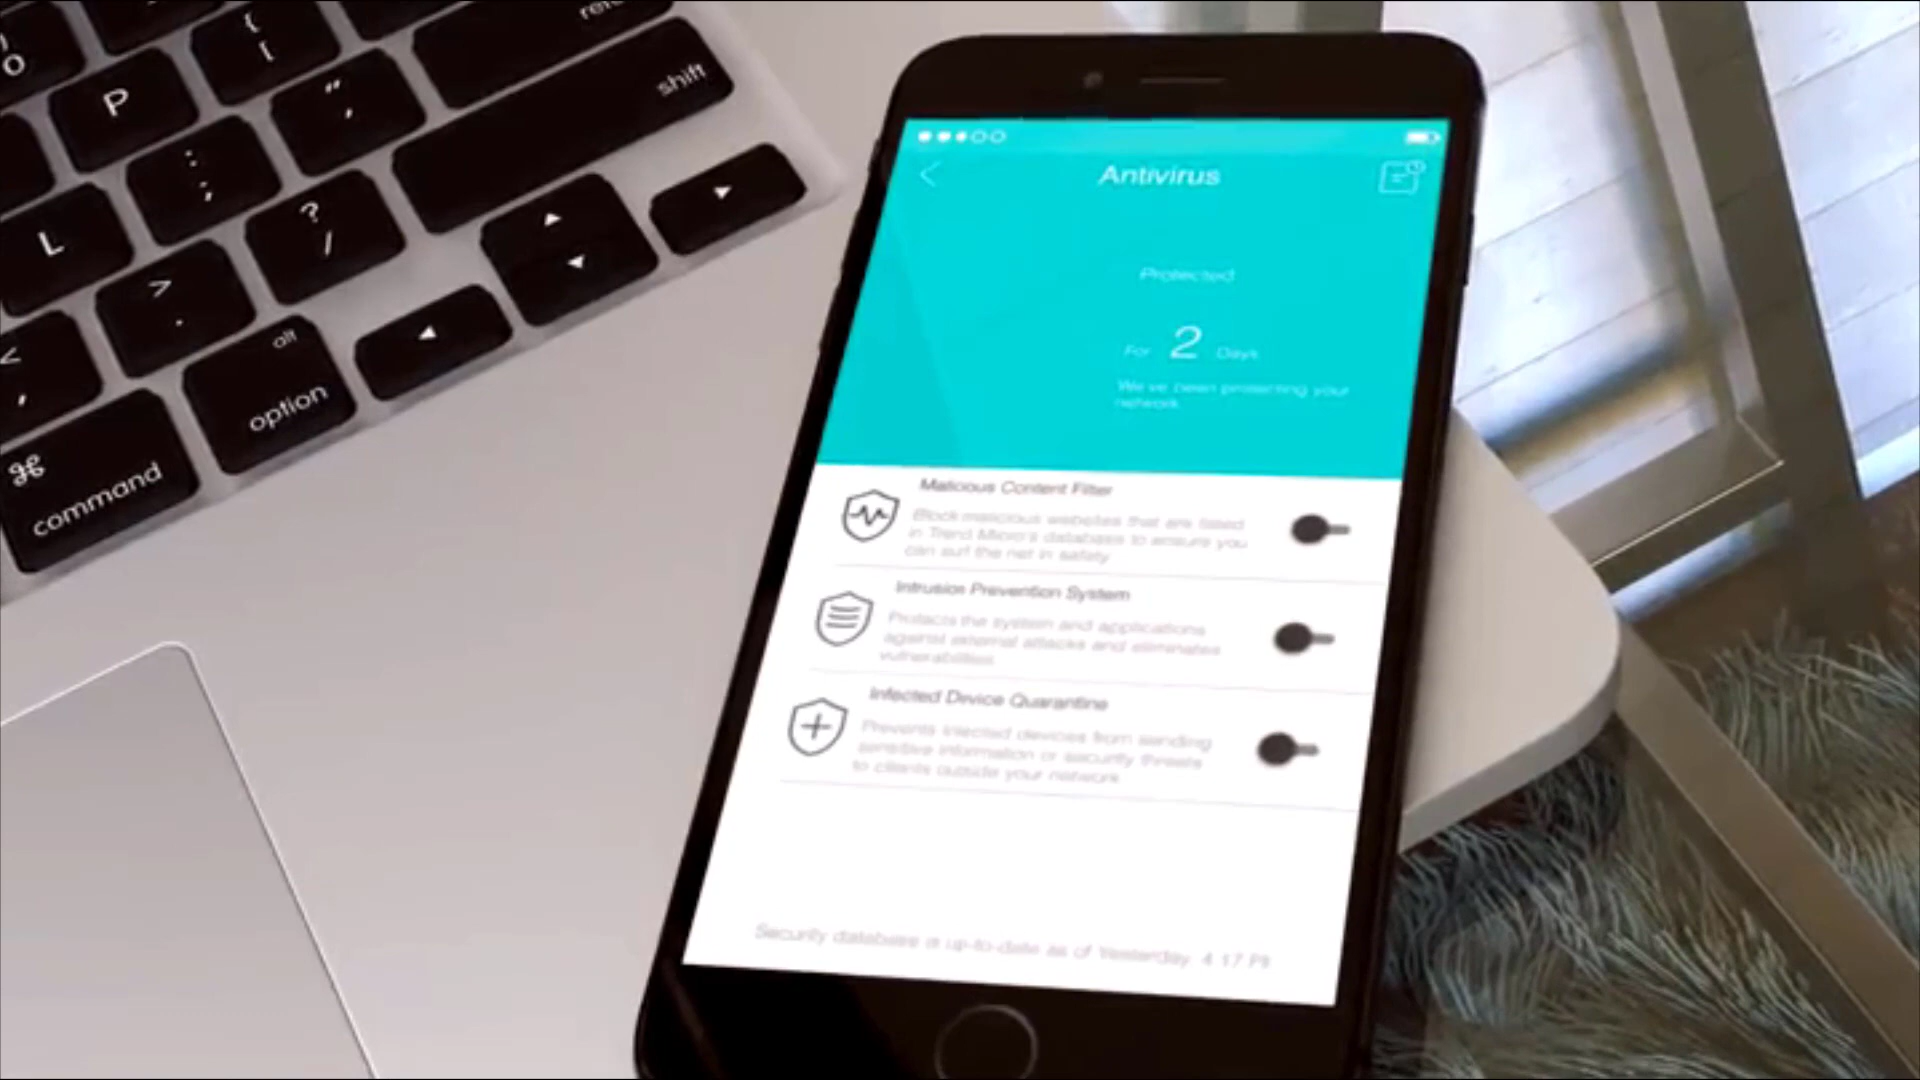 O
P
{
[
"
'
shift
L
:
;
?
/
>
.
<
,
alt
option
⌘
command
Antivirus
Protected
For 2 Days
We've been protecting your
network.
Malicious Content Filter
Block malicious websites that are listed
in Trend Micro's database to ensure you
can surf the net in safety
Intrusion Prevention System
Protects the system and applications
against external attacks and eliminates
vulnerabilities
Infected Device Quarantine
Prevents infected devices from sending
sensitive information or security threats
to clients outside your network
Security database is up-to-date as of Yesterday 4:17 PM